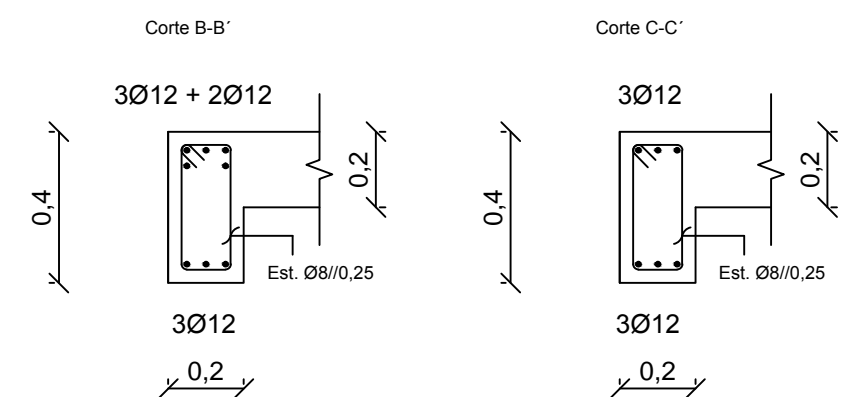 Corte B-B´
Corte C-C´
3Ø12 + 2Ø12
3Ø12
0,4
0,2
0,4
0,2
Est. Ø8//0,25
Est. Ø8//0,25
3Ø12
3Ø12
0,2
0,2